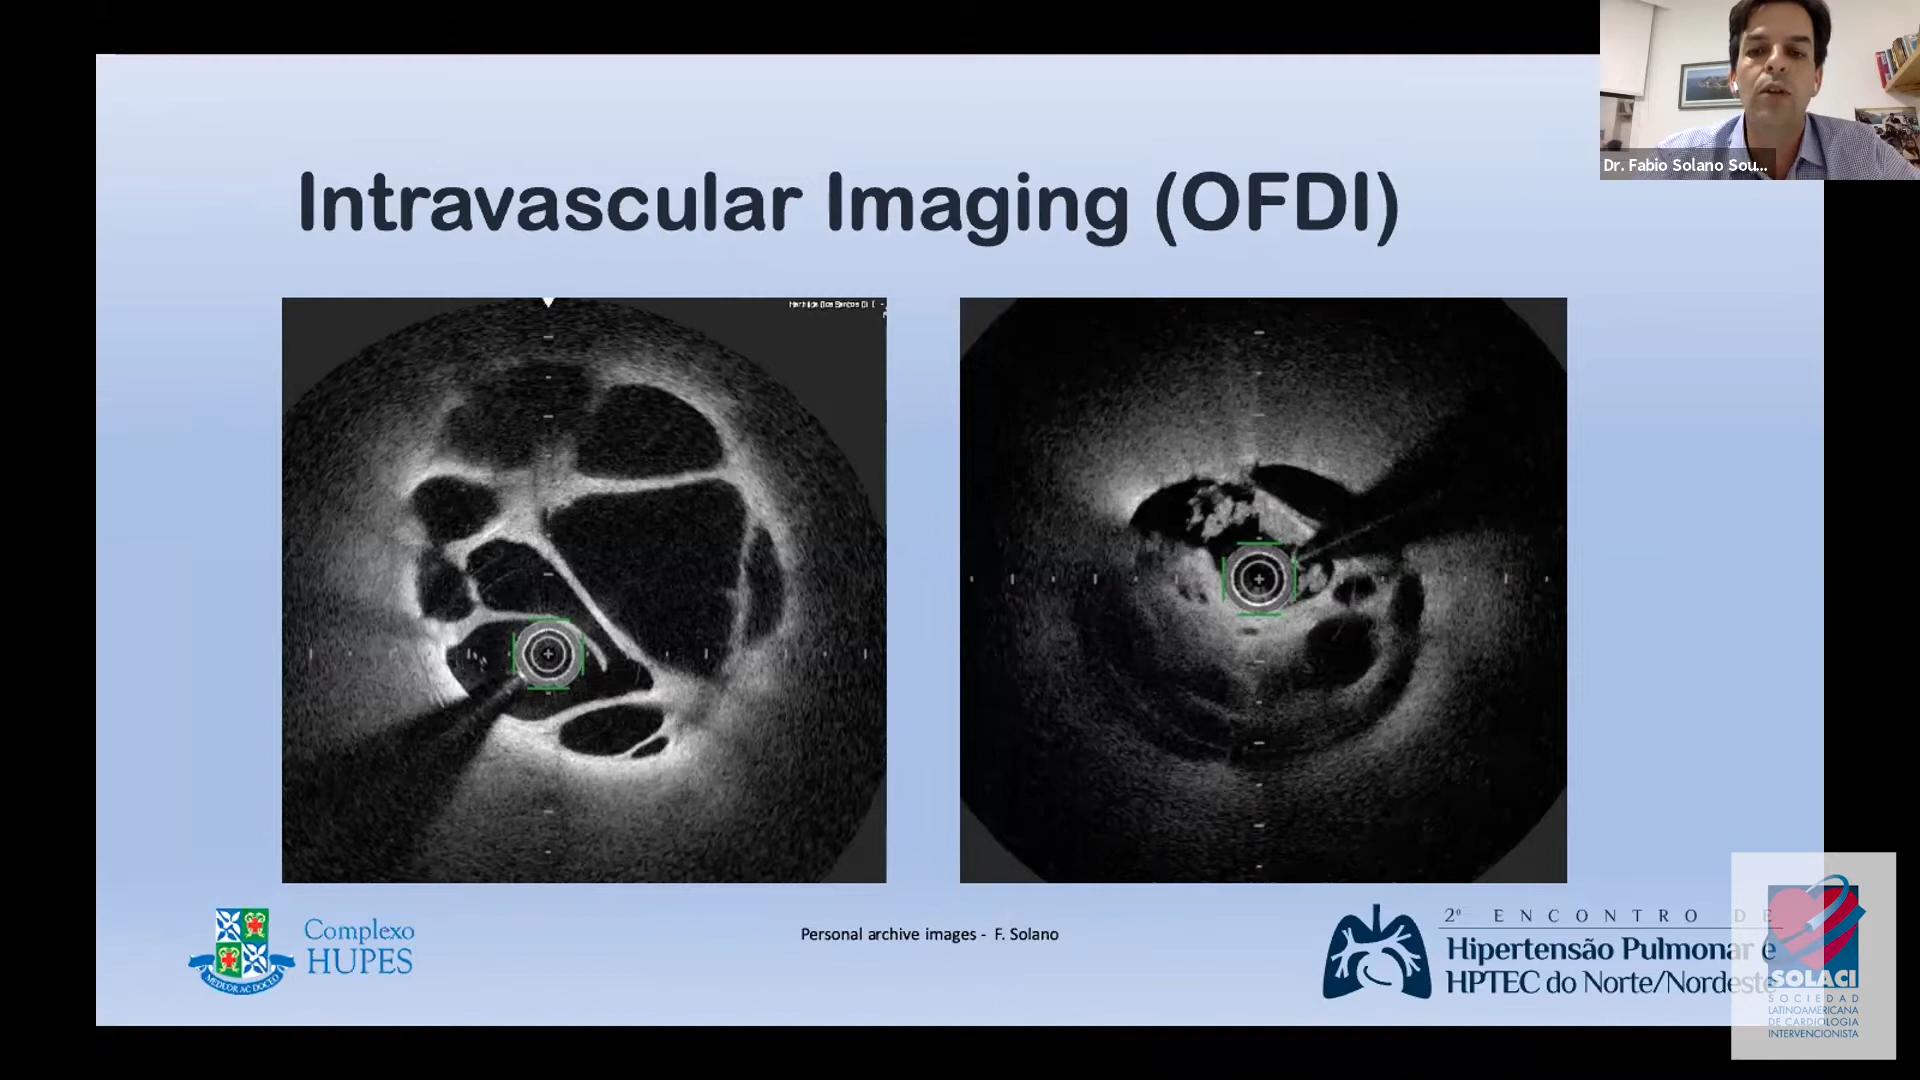 Intravascular Imaging (OFDI)
Dr. Fabio Solano Sou...
Complexo
HUPES
Personal archive images - F. Solano
2º ENCONTRO DE
Hipertensão Pulmonar e
HPTEC do Norte/Nordeste
SOLACI
SOCIEDAD
LATINOAMERICANA
DE CARDIOLOGIA
INTERVENCIONISTA